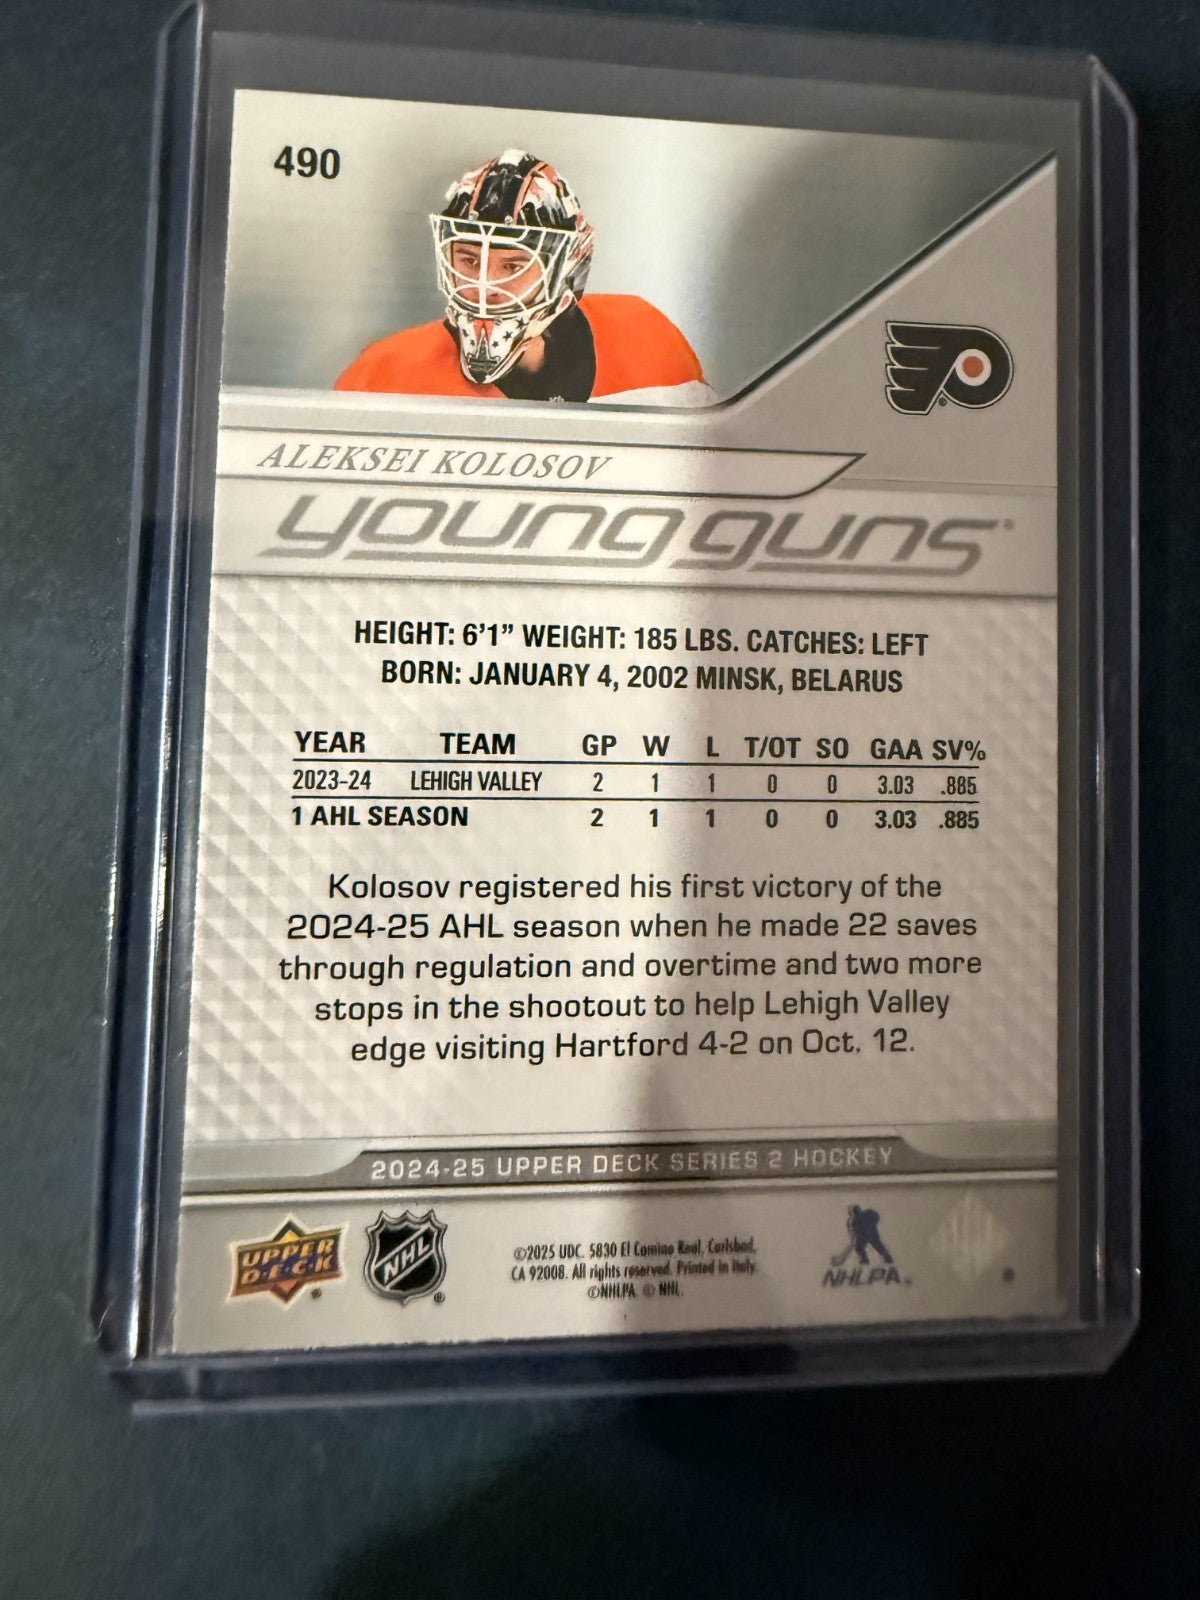 490
ALEKSEI KOLOSOV
young guns
HEIGHT: 6'1" WEIGHT: 185 LBS. CATCHES: LEFT
BORN: JANUARY 4, 2002 MINSK, BELARUS
YEAR TEAM GP W L T/OT SO GAA SV%
2023-24 LEHIGH VALLEY 2 1 1 0 0 3.03 .885
1 AHL SEASON 2 1 1 0 0 3.03 .885
Kolosov registered his first victory of the
2024-25 AHL season when he made 22 saves
through regulation and overtime and two more
stops in the shootout to help Lehigh Valley
edge visiting Hartford 4-2 on Oct. 12.
2024-25 UPPER DECK SERIES 2 HOCKEY
UPPER
DECK
®
NHL
®
©2025 UDC. 5830 El Camino Real, Carlsbad,
CA 92008. All rights reserved. Printed in Italy.
©NHLPA. © NHL.
NHLPA